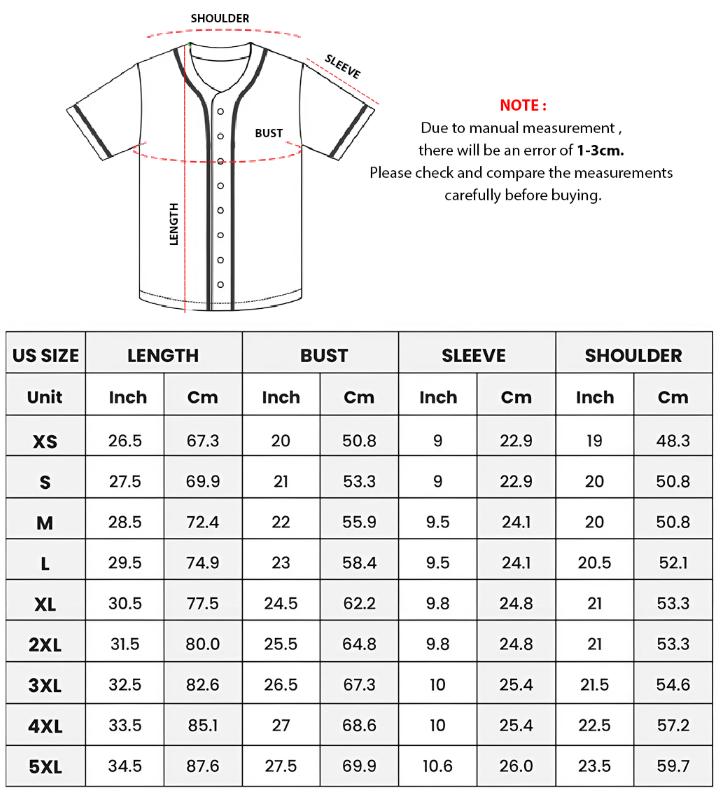 SHOULDER
SLEEVE
BUST
LENGTH
NOTE :
Due to manual measurement ,
there will be an error of 1-3cm.
Please check and compare the measurements
carefully before buying.
US SIZE LENGTH BUST SLEEVE SHOULDER
Unit Inch Cm Inch Cm Inch Cm Inch Cm
XS 26.5 67.3 20 50.8 9 22.9 19 48.3
S 27.5 69.9 21 53.3 9 22.9 20 50.8
M 28.5 72.4 22 55.9 9.5 24.1 20 50.8
L 29.5 74.9 23 58.4 9.5 24.1 20.5 52.1
XL 30.5 77.5 24.5 62.2 9.8 24.8 21 53.3
2XL 31.5 80.0 25.5 64.8 9.8 24.8 21 53.3
3XL 32.5 82.6 26.5 67.3 10 25.4 21.5 54.6
4XL 33.5 85.1 27 68.6 10 25.4 22.5 57.2
5XL 34.5 87.6 27.5 69.9 10.6 26.0 23.5 59.7